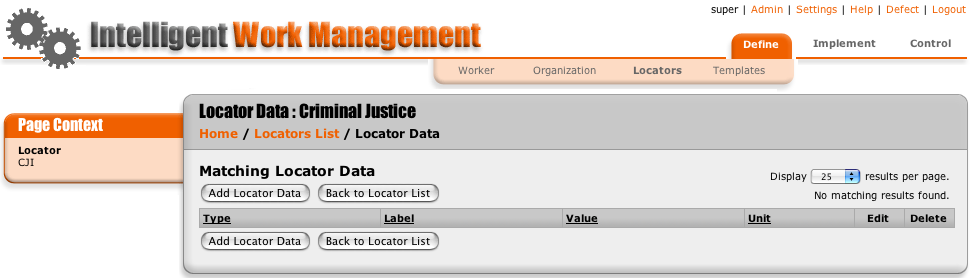 super | Admin | Settings | Help | Defect | Logout
Intelligent Work Management
Define Implement Control
Worker Organization Locators Templates
Page Context
Locator
CJI
Locator Data : Criminal Justice
Home / Locators List / Locator Data
Matching Locator Data
Display 25 results per page.
Add Locator Data Back to Locator List
No matching results found.
Type Label Value Unit Edit Delete
Add Locator Data Back to Locator List